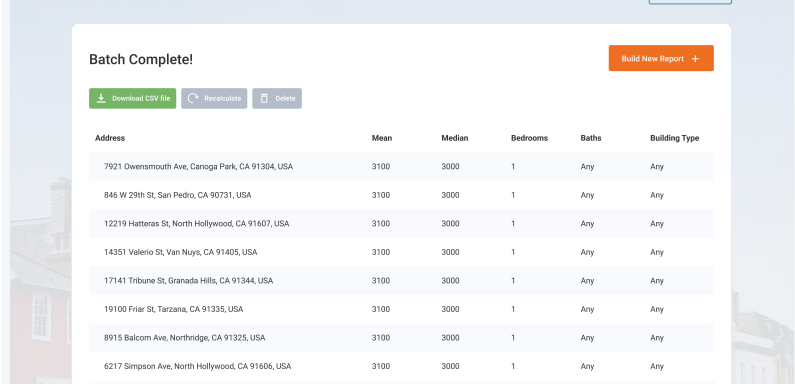 Batch Complete!
Build New Report +
Download CSV file Recalculate Delete
Address Mean Median Bedrooms Baths Building Type
7921 Owensmouth Ave, Canoga Park, CA 91304, USA 3100 3000 1 Any Any
846 W 29th St, San Pedro, CA 90731, USA 3100 3000 1 Any Any
12219 Hatteras St, North Hollywood, CA 91607, USA 3100 3000 1 Any Any
14351 Valerio St, Van Nuys, CA 91405, USA 3100 3000 1 Any Any
17141 Tribune St, Granada Hills, CA 91344, USA 3100 3000 1 Any Any
19100 Friar St, Tarzana, CA 91335, USA 3100 3000 1 Any Any
8915 Balcom Ave, Northridge, CA 91325, USA 3100 3000 1 Any Any
6217 Simpson Ave, North Hollywood, CA 91606, USA 3100 3000 1 Any Any